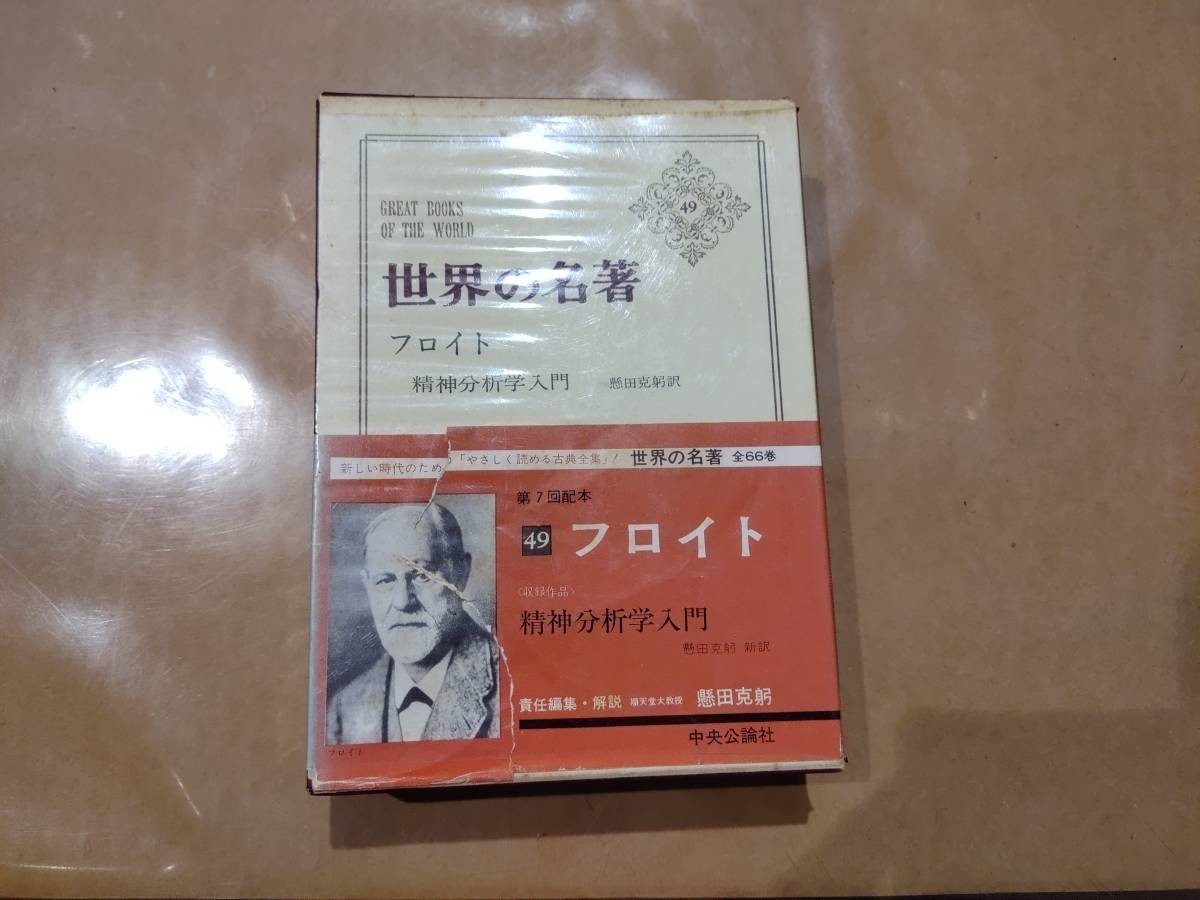 GREAT BOOKS
OF THE WORLD
49
世界の名著
フロイト
精神分析学入門 懸田克躬訳
新しい時代のための「やさしく読める古典全集」! 世界の名著 全66巻
第7回配本
49 フロイト
〈収録作品〉
精神分析学入門
懸田克躬 新訳
責任編集・解説 順天堂大教授 懸田克躬
中央公論社
フロイト